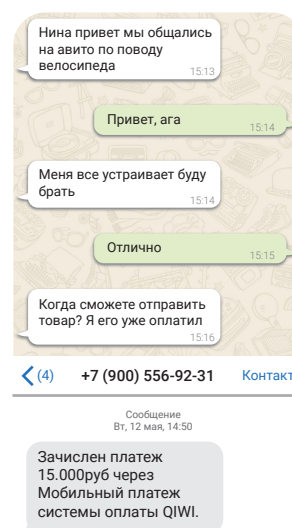 Нина привет мы общались
на авито по поводу
велосипеда
15:13
Привет, ага
15:14
Меня все устраивает буду
брать
15:14
Отлично
15:15
Когда сможете отправить
товар? Я его уже оплатил
15:16
(4) +7 (900) 556-92-31 Контакт
Сообщение
Вт, 12 мая, 14:50
Зачислен платеж
15.000руб через
Мобильный платеж
системы оплаты QIWI.